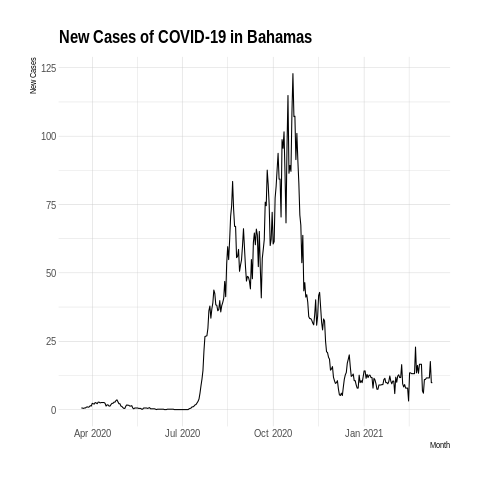 New Cases of COVID-19 in Bahamas
New Cases
125
100
75
50
25
0
Apr 2020
Jul 2020
Oct 2020
Jan 2021
Month